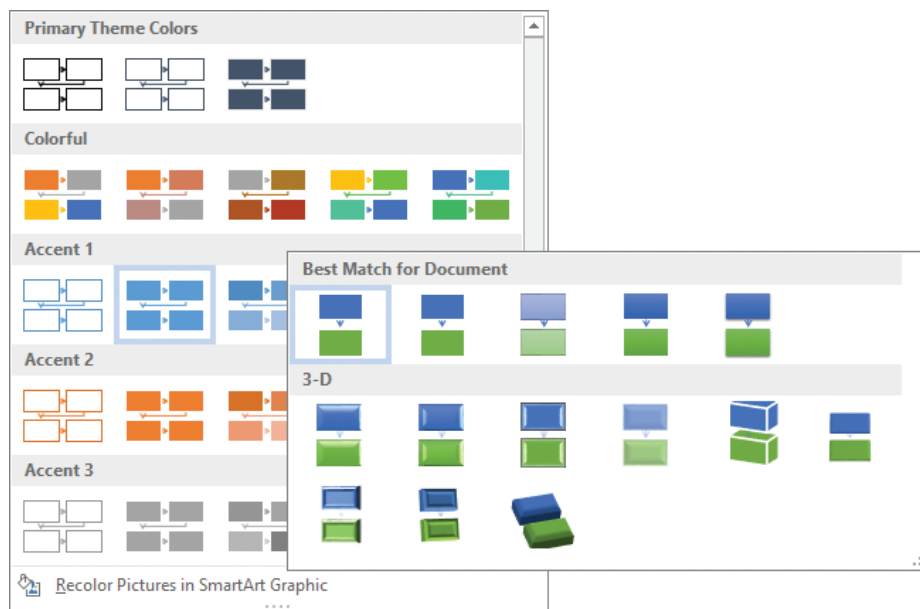 Primary Theme Colors
Colorful
Accent 1
Accent 2
Accent 3
Recolor Pictures in SmartArt Graphic
Best Match for Document
3-D